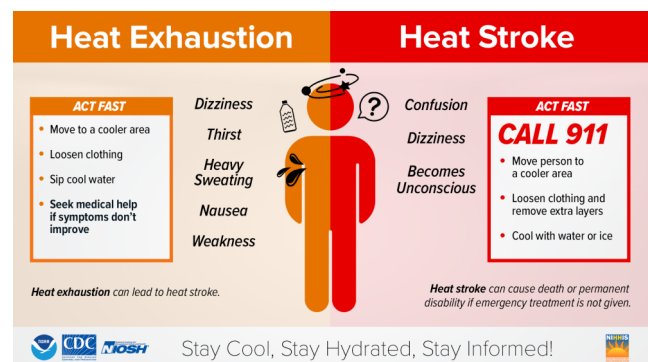 Heat Exhaustion
Heat Stroke
ACT FAST
• Move to a cooler area
• Loosen clothing
• Sip cool water
• Seek medical help
if symptoms don't
improve
Dizziness
Thirst
Heavy
Sweating
Nausea
Weakness
Heat exhaustion can lead to heat stroke.
?
Confusion
Dizziness
Becomes
Unconscious
ACT FAST
CALL 911
• Move person to
a cooler area
• Loosen clothing and
remove extra layers
• Cool with water or ice
Heat stroke can cause death or permanent
disability if emergency treatment is not given.
CDC
NIOSH
Stay Cool, Stay Hydrated, Stay Informed!
NIHHIS